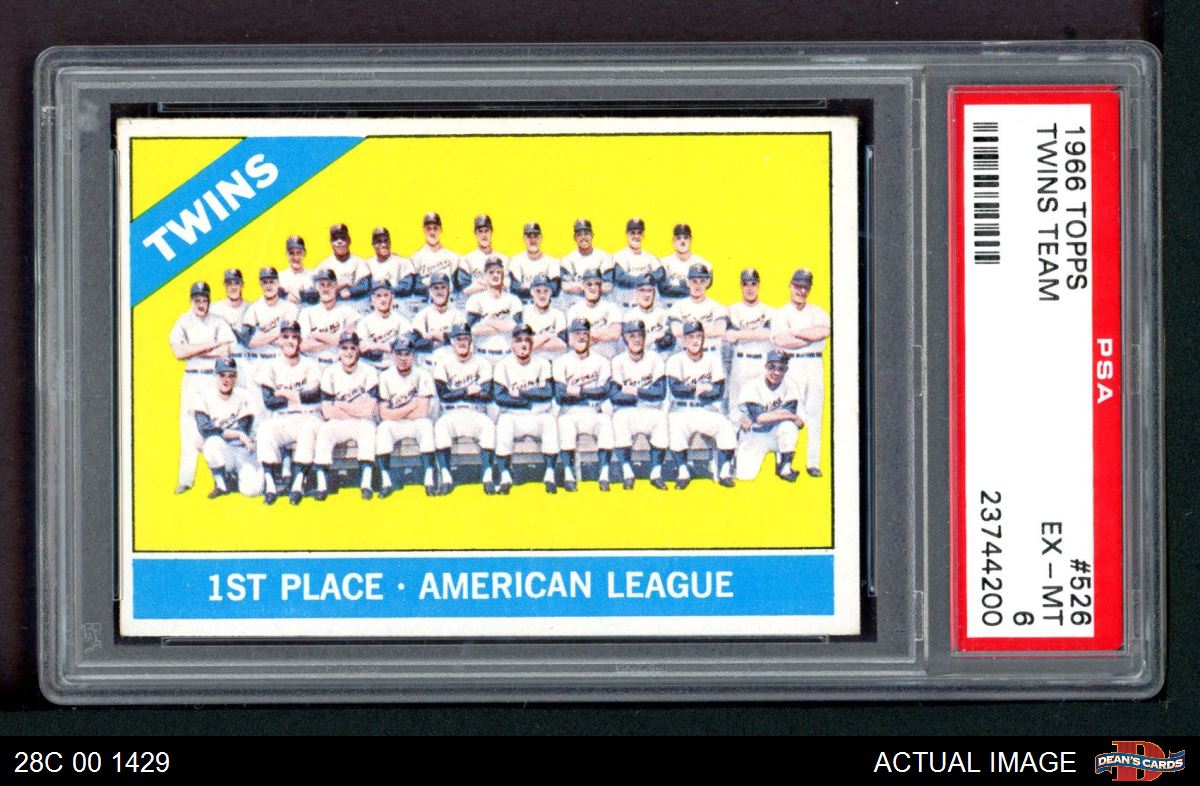 TWINS
1ST PLACE · AMERICAN LEAGUE
1966 TOPPS
TWINS TEAM
PSA
#526
EX - MT
6
23744200
28C 00 1429
ACTUAL IMAGE
D
DEAN'S CARDS